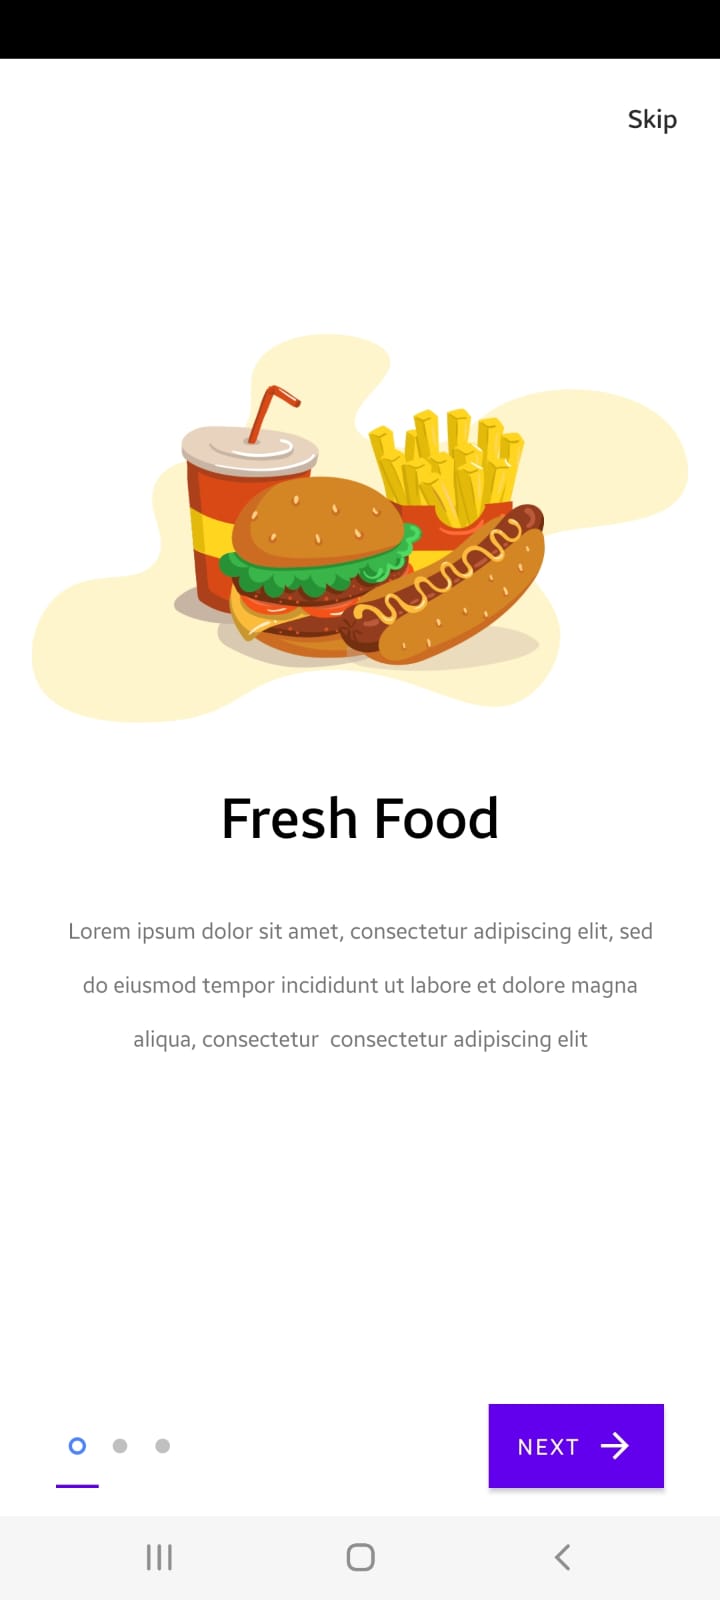 Skip
Fresh Food
Lorem ipsum dolor sit amet, consectetur adipiscing elit, sed
do eiusmod tempor incididunt ut labore et dolore magna
aliqua, consectetur  consectetur adipiscing elit
NEXT